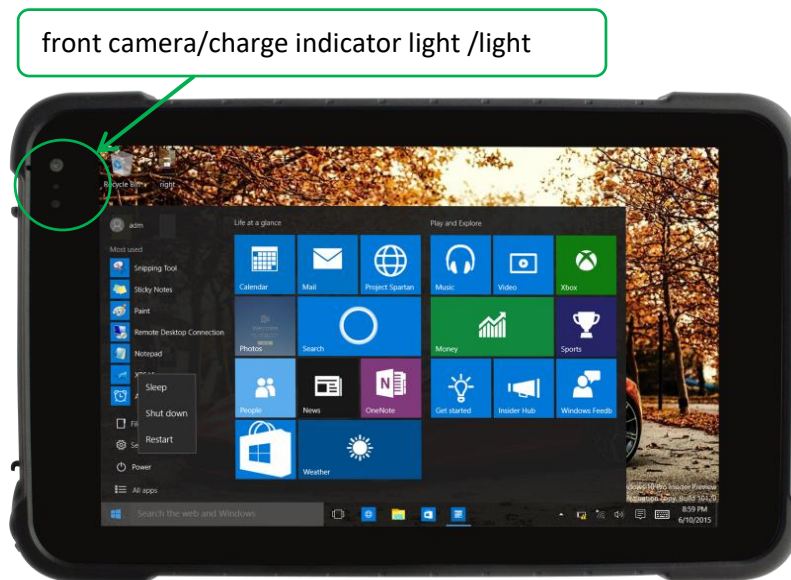 front camera/charge indicator light /light
Recycle Bin
right
adm
Most used
Snipping Tool
Sticky Notes
Paint
Remote Desktop Connection
Notepad
Sleep
Shut down
Restart
Power
All apps
Life at a glance
Calendar
Mail
Project Spartan
Photos
Search
People
News
OneNote
Weather
Play and Explore
Music
Video
Xbox
Money
Sports
Get started
Insider Hub
Windows Feedb
Search the web and Windows
8:59 PM
6/10/2015